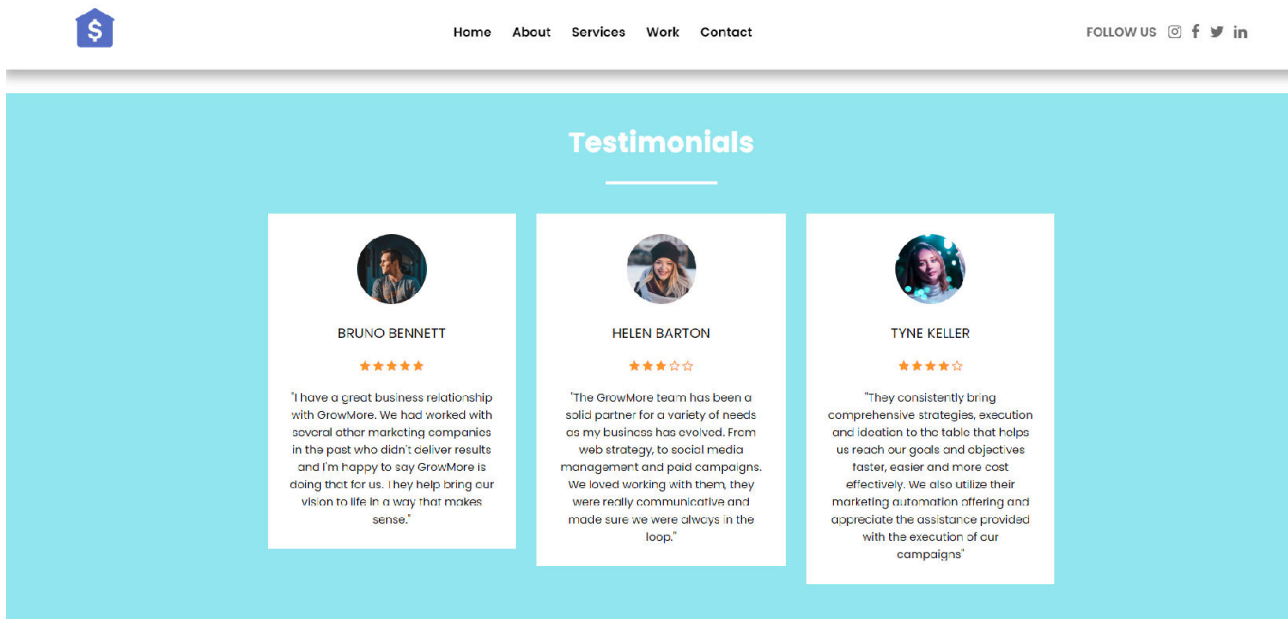 $
Home About Services Work Contact
FOLLOW US
Testimonials
BRUNO BENNETT
"I have a great business relationship
with GrowMore. We had worked with
several other marketing companies
in the past who didn't deliver results
and I'm happy to say GrowMore is
doing that for us. They help bring our
vision to life in a way that makes
sense."
HELEN BARTON
"The GrowMore team has been a
solid partner for a variety of needs
as my business has evolved. From
web strategy, to social media
management and paid campaigns.
We loved working with them, they
were really communicative and
made sure we were always in the
loop."
TYNE KELLER
"They consistently bring
comprehensive strategies, execution
and ideation to the table that helps
us reach our goals and objectives
faster, easier and more cost
effectively. We also utilize their
marketing automation offering and
appreciate the assistance provided
with the execution of our
campaigns"